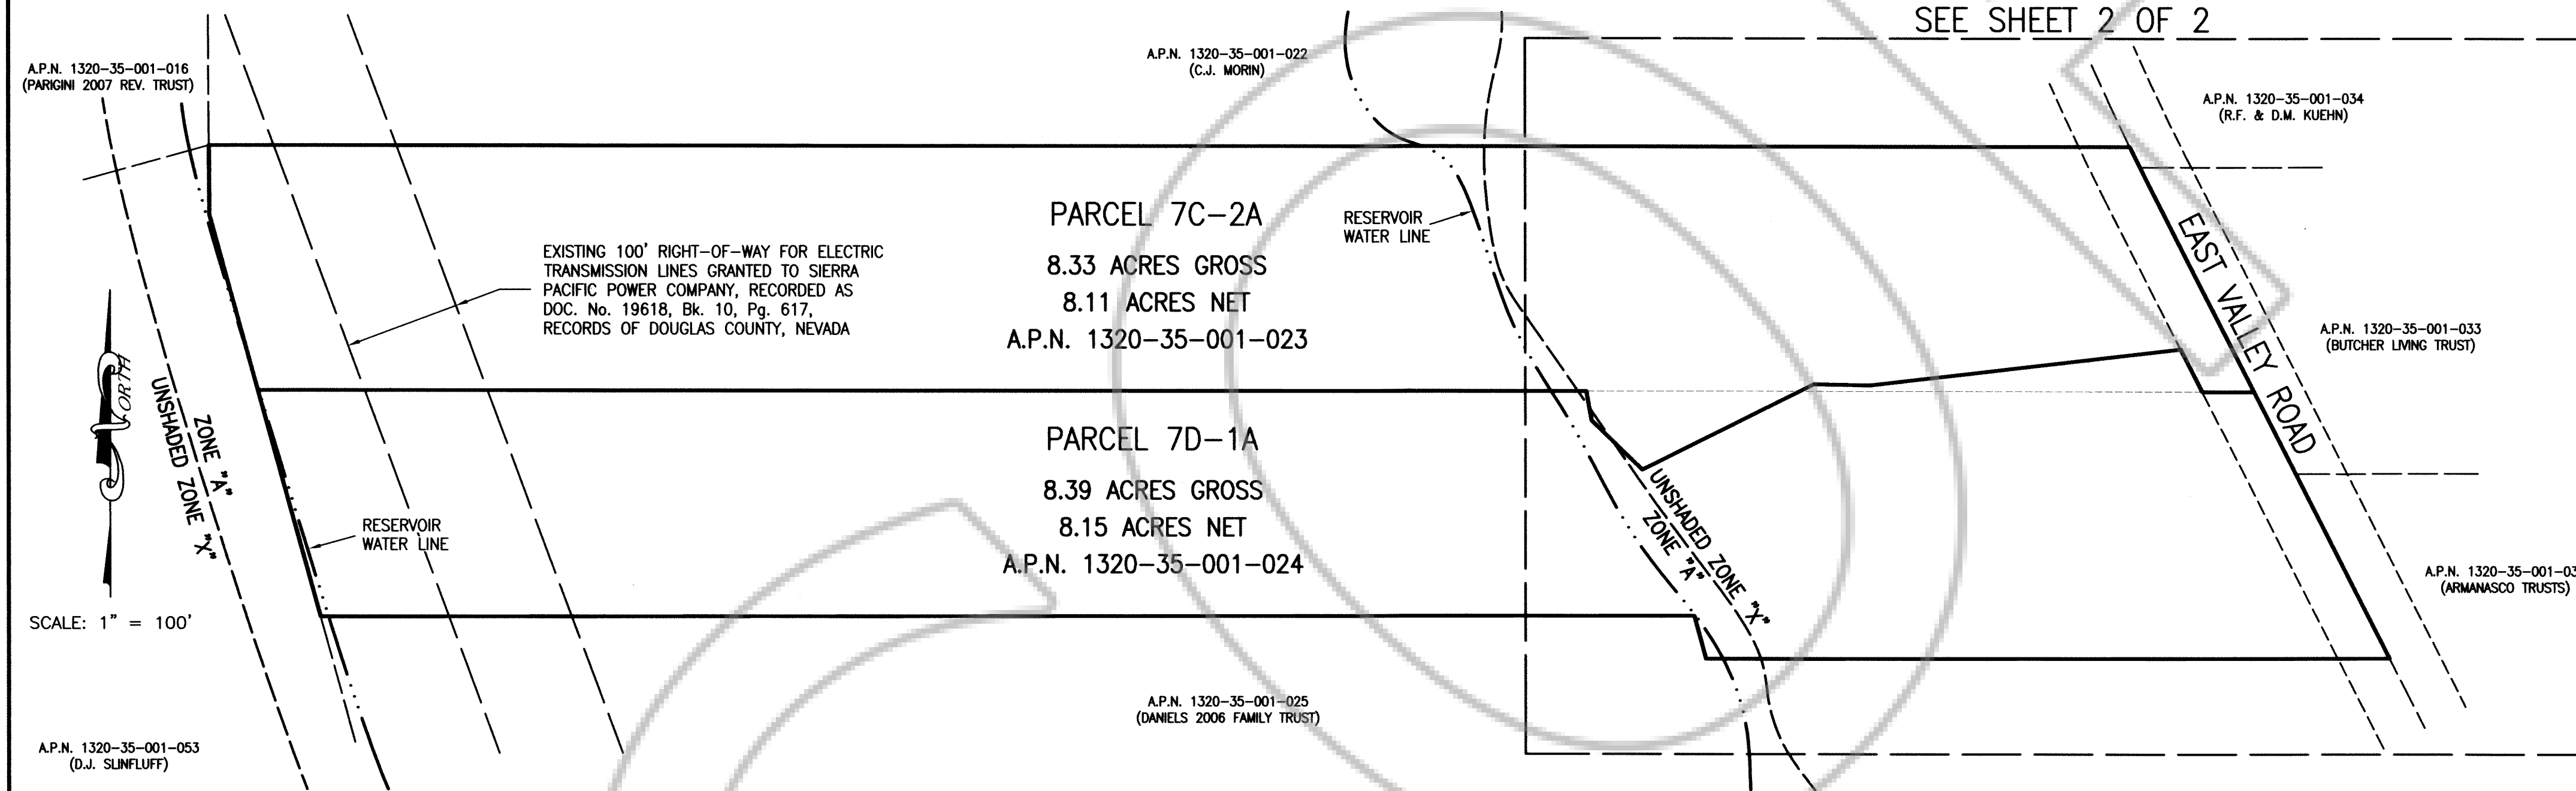 SEE SHEET 2 OF 2
A.P.N. 1320-35-001-016
(PARIGINI 2007 REV. TRUST)
A.P.N. 1320-35-001-022
(C.J. MORIN)
A.P.N. 1320-35-001-034
(R.F. & D.M. KUEHN)
PARCEL 7C-2A
8.33 ACRES GROSS
8.11 ACRES NET
A.P.N. 1320-35-001-023
RESERVOIR
WATER LINE
EXISTING 100' RIGHT-OF-WAY FOR ELECTRIC
TRANSMISSION LINES GRANTED TO SIERRA
PACIFIC POWER COMPANY, RECORDED AS
DOC. No. 19618, Bk. 10, Pg. 617,
RECORDS OF DOUGLAS COUNTY, NEVADA
EAST VALLEY ROAD
A.P.N. 1320-35-001-033
(BUTCHER LIVING TRUST)
NORTH
ZONE "A"
UNSHADED ZONE "X"
PARCEL 7D-1A
8.39 ACRES GROSS
8.15 ACRES NET
A.P.N. 1320-35-001-024
RESERVOIR
WATER LINE
UNSHADED ZONE "X"
ZONE "A"
A.P.N. 1320-35-001-03
(ARMANASCO TRUSTS)
SCALE: 1" = 100'
A.P.N. 1320-35-001-025
(DANIELS 2006 FAMILY TRUST)
A.P.N. 1320-35-001-053
(D.J. SLINFLUFF)